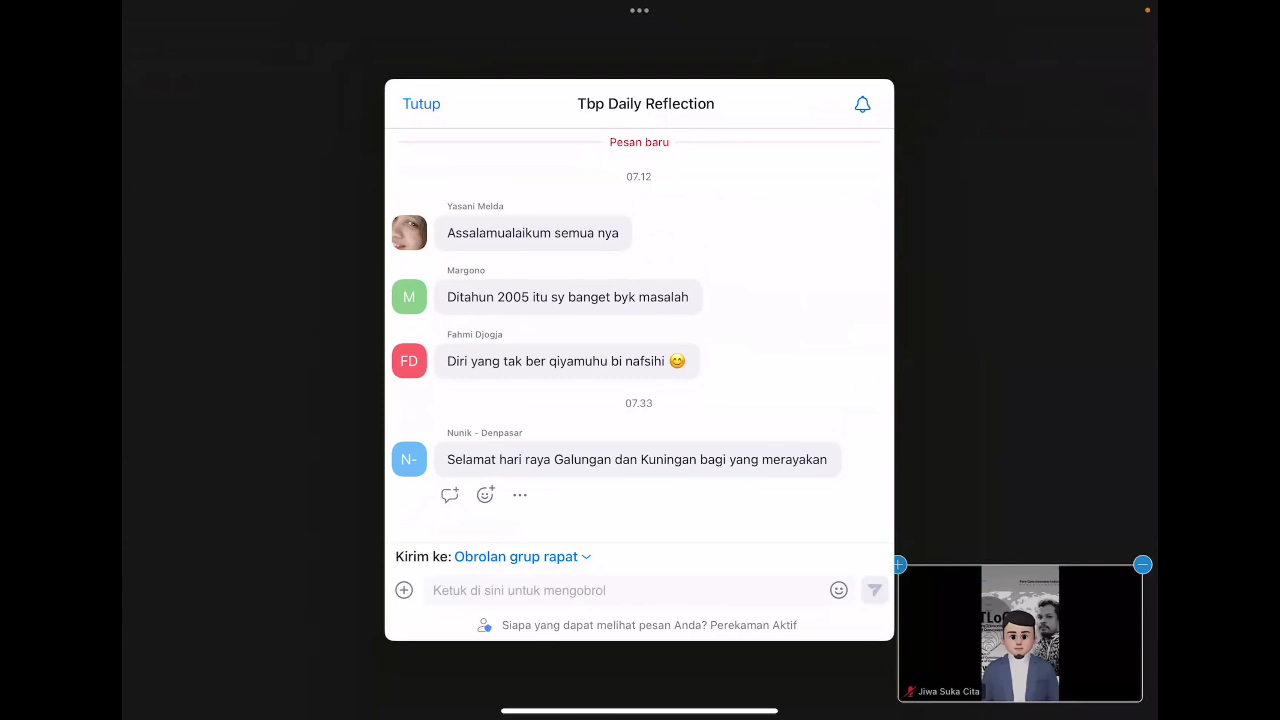 Tutup
Tbp Daily Reflection
Pesan baru
07.12
Yasani Melda
Assalamualaikum semua nya
Margono
M
Ditahun 2005 itu sy banget byk masalah
Fahmi Djogja
FD
Diri yang tak ber qiyamuhu bi nafsihi 😊
07.33
Nunik - Denpasar
N-
Selamat hari raya Galungan dan Kuningan bagi yang merayakan
Kirim ke: Obrolan grup rapat
Ketuk di sini untuk mengobrol
Siapa yang dapat melihat pesan Anda? Perekaman Aktif
Jiwa Suka Cita